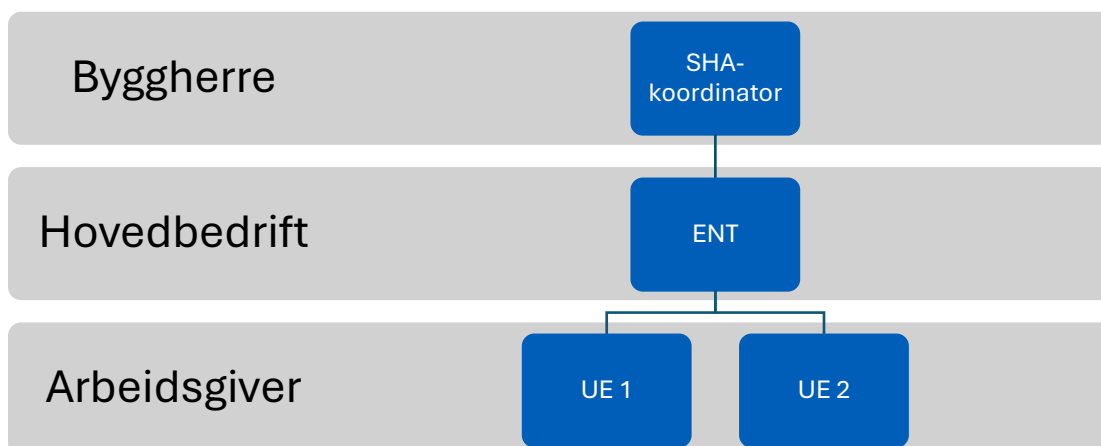 Byggherre
SHA-
koordinator
Hovedbedrift
ENT
Arbeidsgiver
UE 1
UE 2